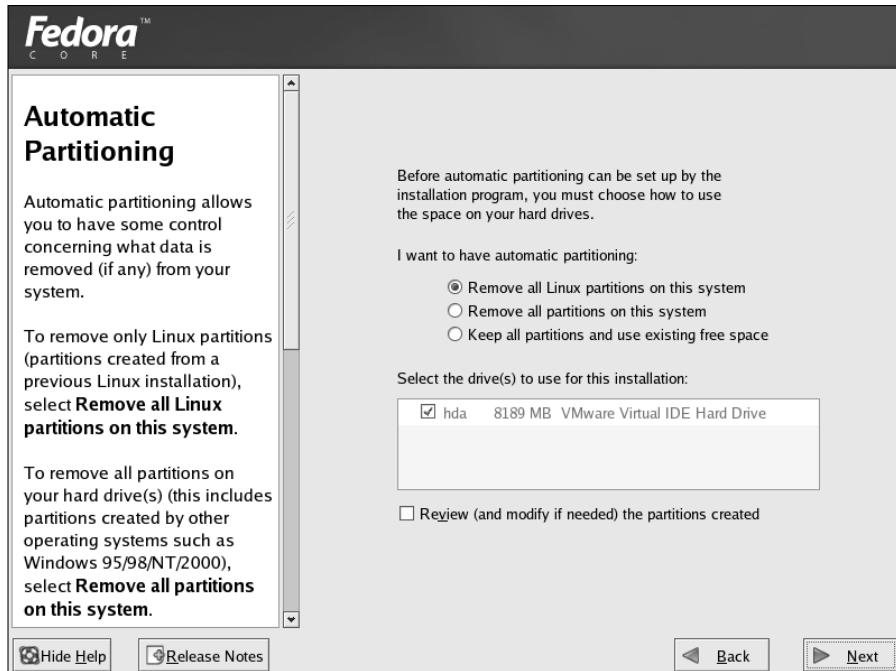 Fedora™
CORE
Automatic
Partitioning
Automatic partitioning allows
you to have some control
concerning what data is
removed (if any) from your
system.
To remove only Linux partitions
(partitions created from a
previous Linux installation),
select Remove all Linux
partitions on this system.
To remove all partitions on
your hard drive(s) (this includes
partitions created by other
operating systems such as
Windows 95/98/NT/2000),
select Remove all partitions
on this system.
Before automatic partitioning can be set up by the
installation program, you must choose how to use
the space on your hard drives.
I want to have automatic partitioning:
Remove all Linux partitions on this system
Remove all partitions on this system
Keep all partitions and use existing free space
Select the drive(s) to use for this installation:
hda 8189 MB VMware Virtual IDE Hard Drive
Review (and modify if needed) the partitions created
Hide Help Release Notes Back Next